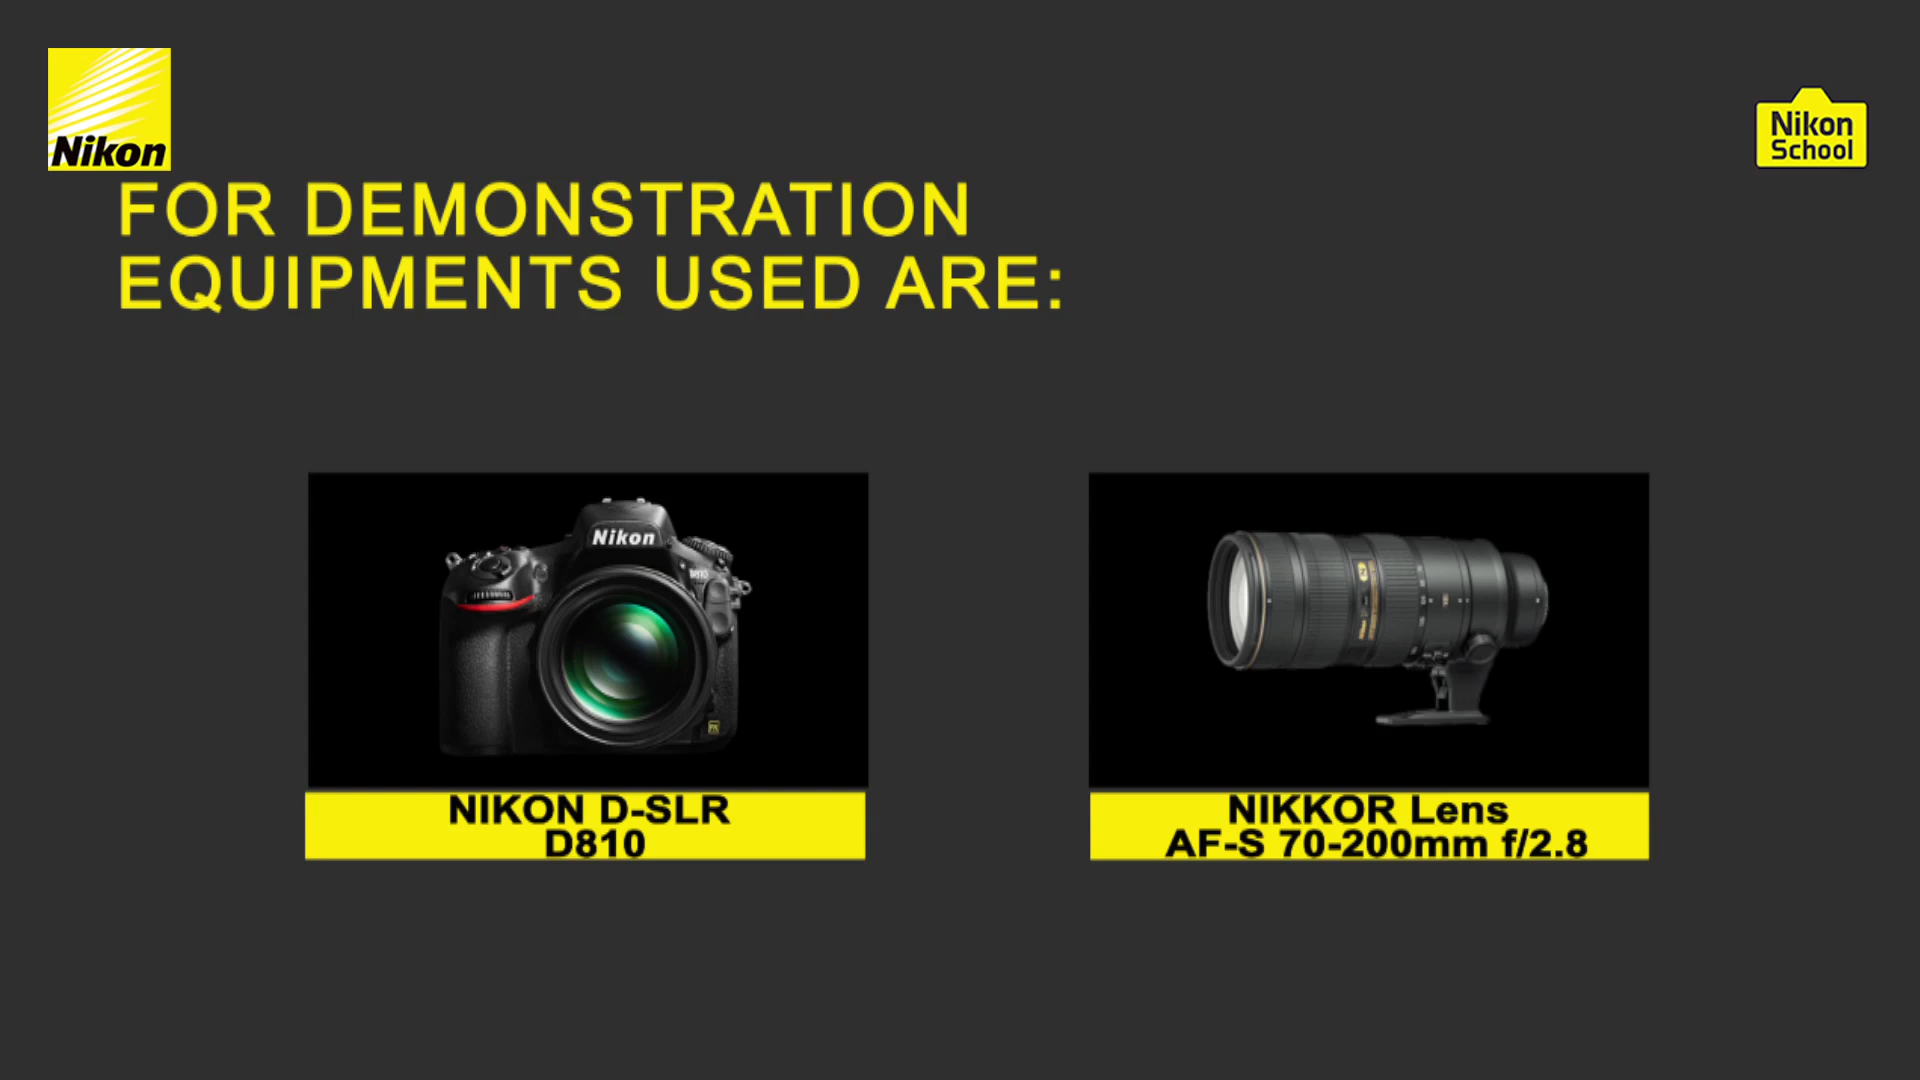 Nikon
Nikon
School
FOR DEMONSTRATION
EQUIPMENTS USED ARE:
Nikon
D810
NIKON D-SLR
D810
NIKKOR Lens
AF-S 70-200mm f/2.8